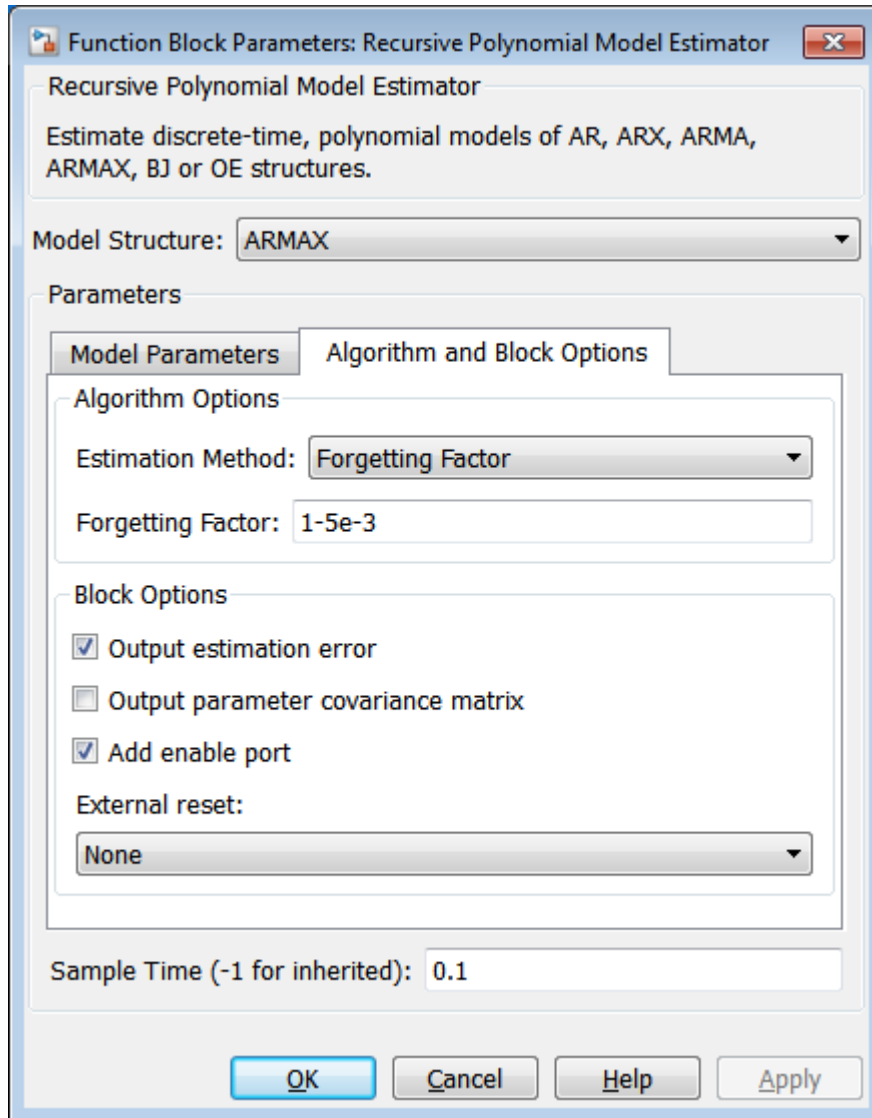 Function Block Parameters: Recursive Polynomial Model Estimator
Recursive Polynomial Model Estimator
Estimate discrete-time, polynomial models of AR, ARX, ARMA,
ARMAX, BJ or OE structures.
Model Structure: ARMAX
Parameters
Model Parameters Algorithm and Block Options
Algorithm Options
Estimation Method: Forgetting Factor
Forgetting Factor: 1-5e-3
Block Options
Output estimation error
Output parameter covariance matrix
Add enable port
External reset:
None
Sample Time (-1 for inherited): 0.1
OK Cancel Help Apply